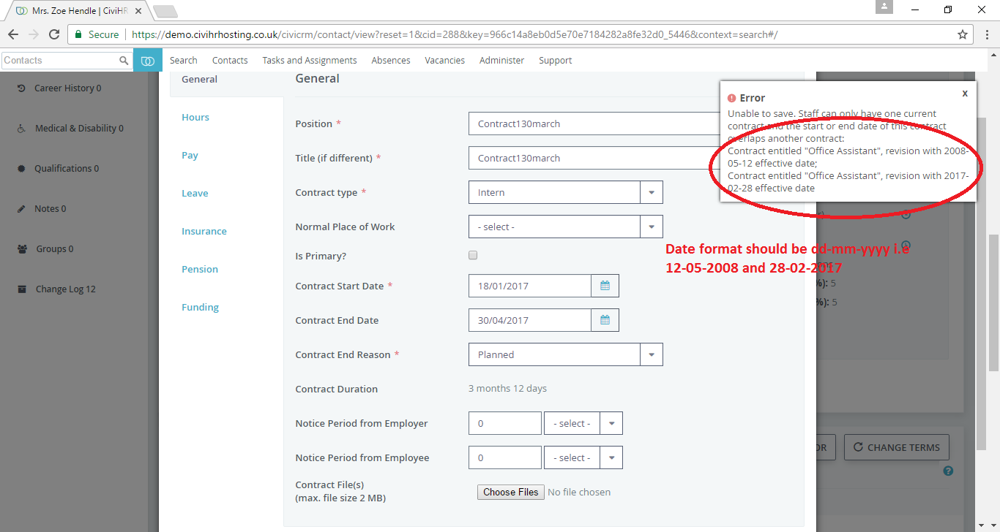 Mrs. Zoe Hendle | CiviHR
Secure
https://demo.civihrhosting.co.uk/civicrm/contact/view?reset=1&cid=288&key=966c14a8eb0d5e70e7184282a8fe32d0_5446&context=search#/
Contacts
Search Contacts Tasks and Assignments Absences Vacancies Administer Support
Career History 0
Medical & Disability 0
Qualifications 0
Notes 0
Groups 0
Change Log 12
General
Hours
Pay
Leave
Insurance
Pension
Funding
General
Position * Contract130march
Title (if different) * Contract130march
Contract type * Intern
Normal Place of Work - select -
Is Primary?
Contract Start Date * 18/01/2017
Contract End Date 30/04/2017
Contract End Reason * Planned
Contract Duration 3 months 12 days
Notice Period from Employer 0 - select -
Notice Period from Employee 0 - select -
Contract File(s)
(max. file size 2 MB)
Choose Files No file chosen
Error x
Unable to save. Staff can only have one current
contract and the start or end date of this contract
overlaps another contract:
Contract entitled "Office Assistant", revision with 2008-
05-12 effective date;
Contract entitled "Office Assistant", revision with 2017-
02-28 effective date
Date format should be dd-mm-yyyy i.e
12-05-2008 and 28-02-2017
%): 5
%): 5
OR
CHANGE TERMS